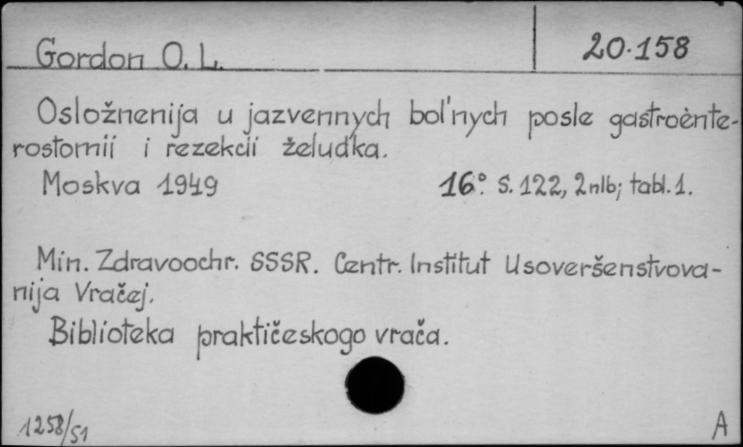 Gordon O. L.
20.158
Osložnenija u jazvennych bol'nych posle gastroènte-
rostomii i rezekcii želudka.
Moskva 1949
16° S. 122, 2 nlb; tabl. 1.
Min. Zdravoochr. SSSR. Centr. Institut Usoveršenstvova-
nija Vračej.
Biblioteka praktičeskogo vrača.
1258/51
A